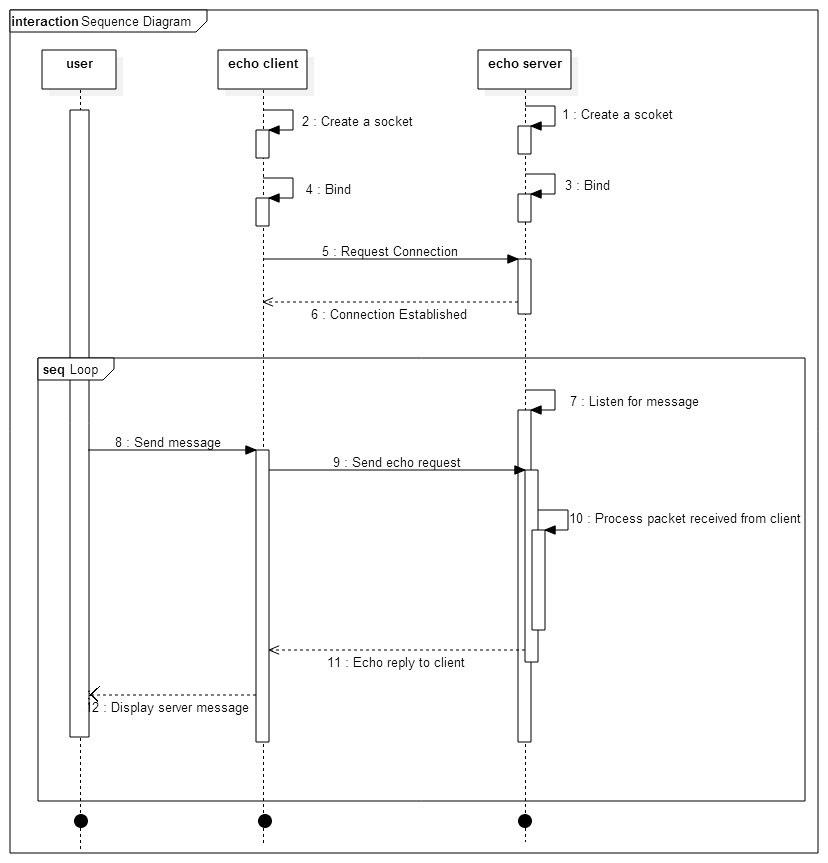 interaction Sequence Diagram
user
echo client
echo server
1 : Create a scoket
2 : Create a socket
3 : Bind
4 : Bind
5 : Request Connection
6 : Connection Established
seq Loop
7 : Listen for message
8 : Send message
9 : Send echo request
10 : Process packet received from client
11 : Echo reply to client
12 : Display server message